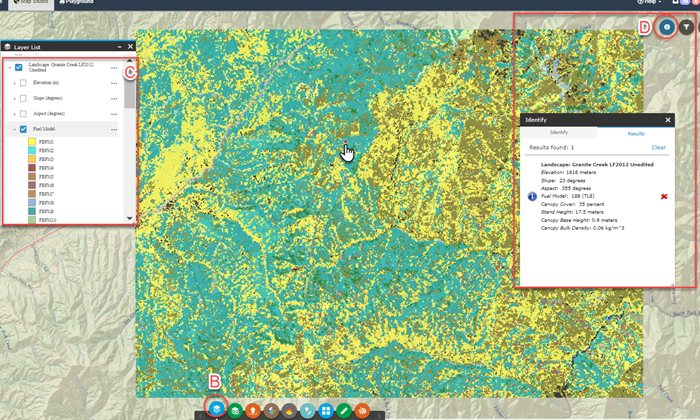 Map Studio
Playground
Help
D
Layer List
C
Landscape: Granite Creek LF2012
Unedited
Elevation (m)
Slope (degrees)
Aspect (degrees)
Fuel Model
FBFM1
FBFM2
FBFM3
FBFM4
FBFM5
FBFM6
FBFM7
FBFM8
FBFM9
FBFM10
Identify
Identify
Results
Results found: 1
Clear
Landscape: Granite Creek LF2012 Unedited
Elevation: 1618 meters
Slope: 23 degrees
Aspect: 355 degrees
Fuel Model: 188 (TL8)
Canopy Cover: 35 percent
Stand Height: 17.5 meters
Canopy Base Height: 0.9 meters
Canopy Bulk Density: 0.06 kg/m^3
B